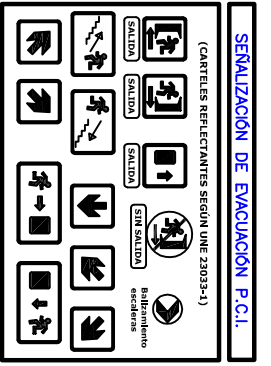 SEÑALIZACIÓN DE EVACUACIÓN P.C.I.
(CARTELES REFLECTANTES SEGÚN UNE 23033-1)
SALIDA
SALIDA
SALIDA
SIN SALIDA
Balizamiento
escaleras